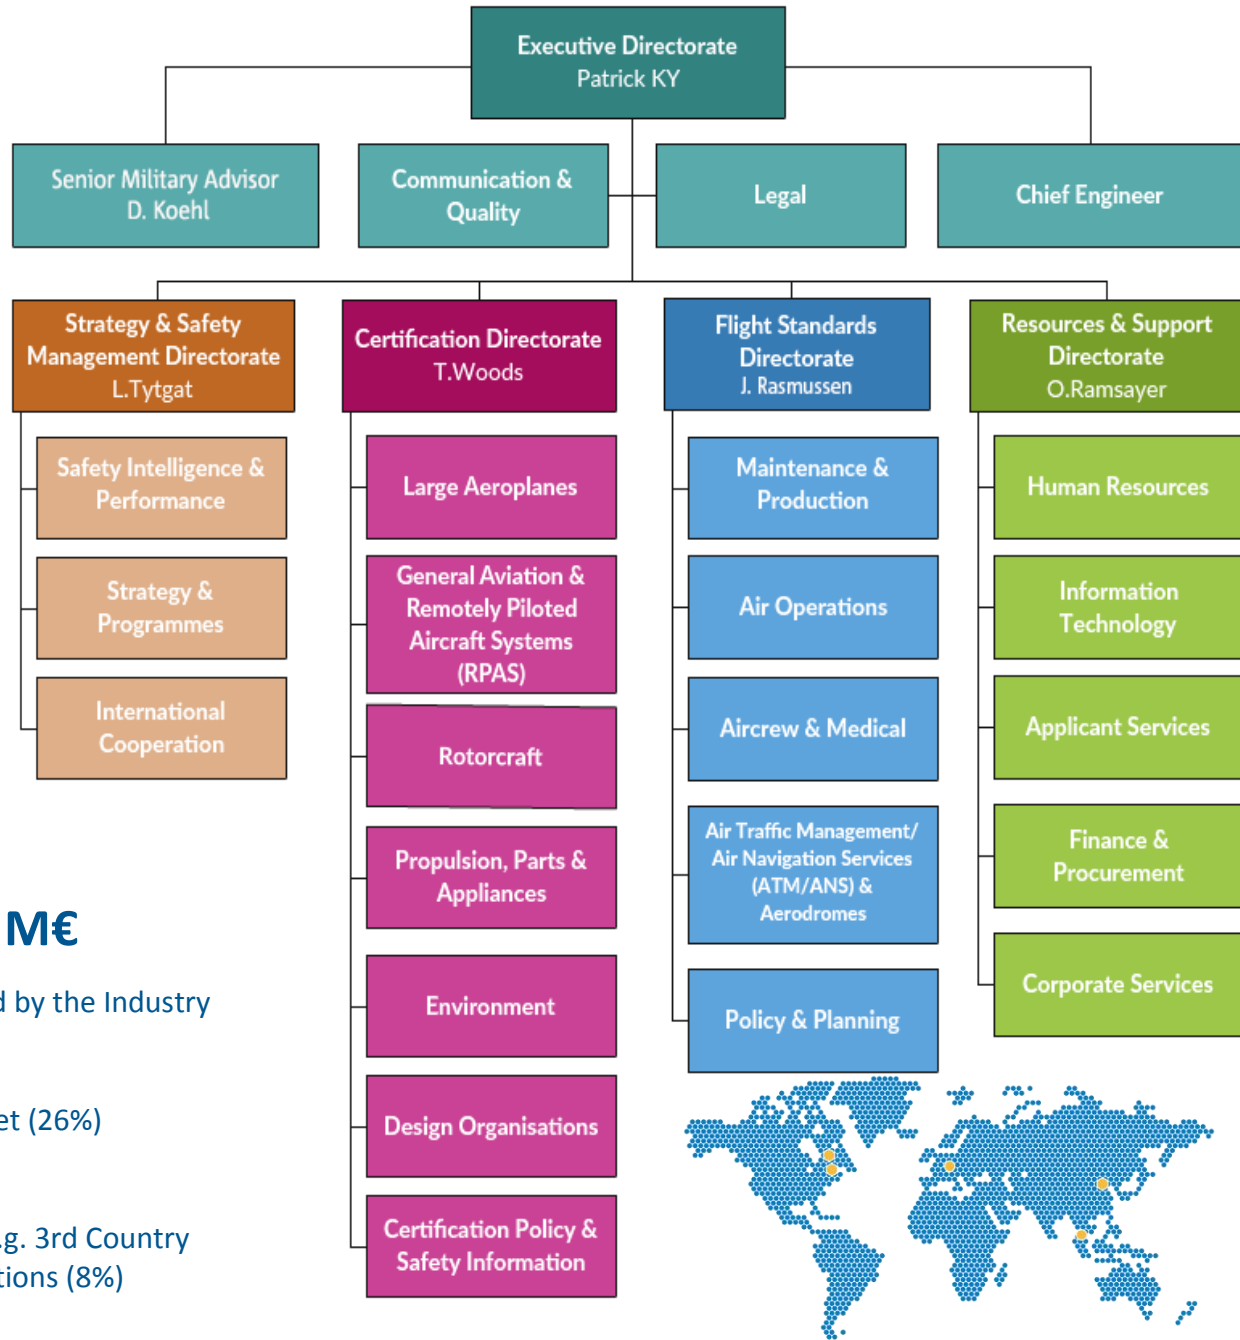 Executive Directorate
Patrick KY
Senior Military Advisor
D. Koehl
Communication &
Quality
Legal
Chief Engineer
Strategy & Safety
Management Directorate
L.Tytgat
Certification Directorate
T.Woods
Flight Standards
Directorate
J. Rasmussen
Resources & Support
Directorate
O.Ramsayer
Safety Intelligence &
Performance
Strategy &
Programmes
International
Cooperation
Large Aeroplanes
General Aviation &
Remotely Piloted
Aircraft Systems
(RPAS)
Rotorcraft
Propulsion, Parts &
Appliances
Environment
Design Organisations
Certification Policy &
Safety Information
Maintenance &
Production
Air Operations
Aircrew & Medical
Air Traffic Management/
Air Navigation Services
(ATM/ANS) &
Aerodromes
Policy & Planning
Human Resources
Information
Technology
Applicant Services
Finance &
Procurement
Corporate Services
M€
d by the Industry
et (26%)
.g. 3rd Country
tions (8%)